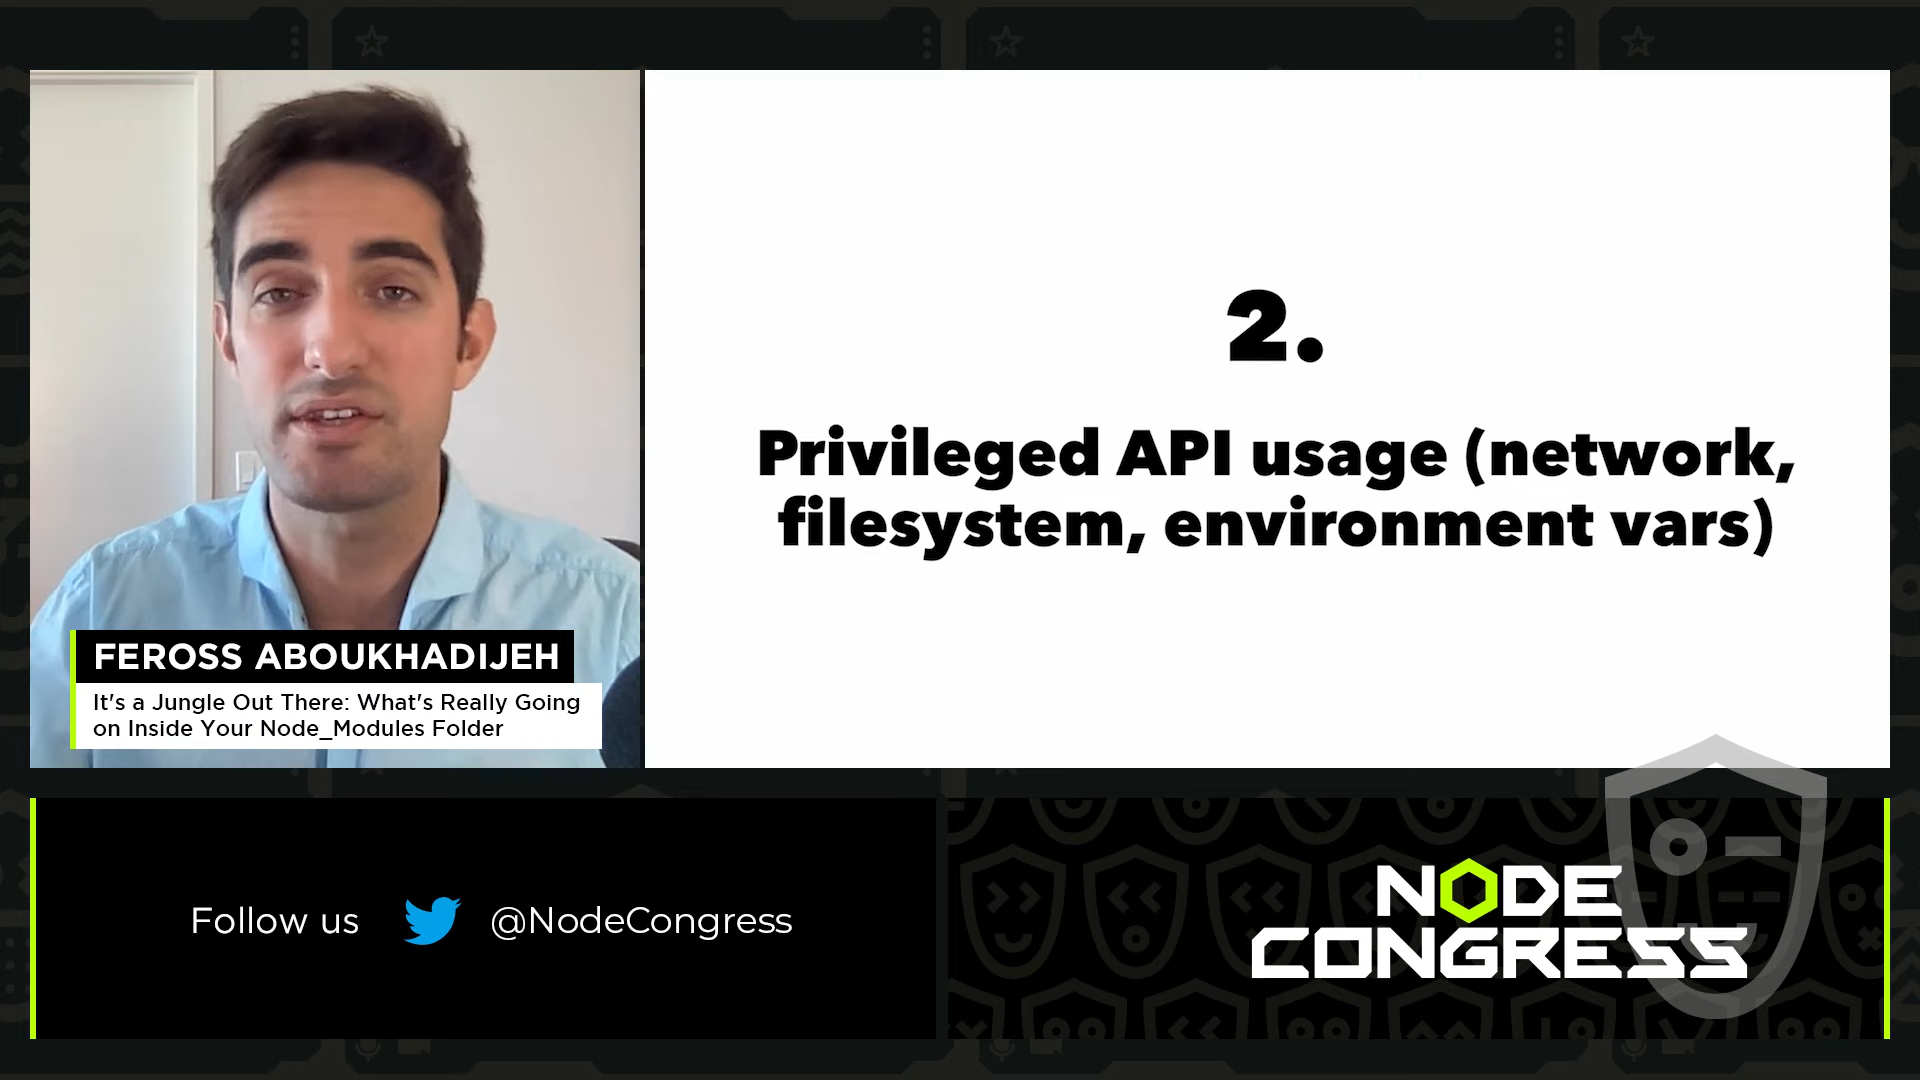 2.
Privileged API usage (network,
filesystem, environment vars)
FEROSS ABOUKHADIJEH
It's a Jungle Out There: What's Really Going
on Inside Your Node_Modules Folder
Follow us @NodeCongress
NODE
CONGRESS